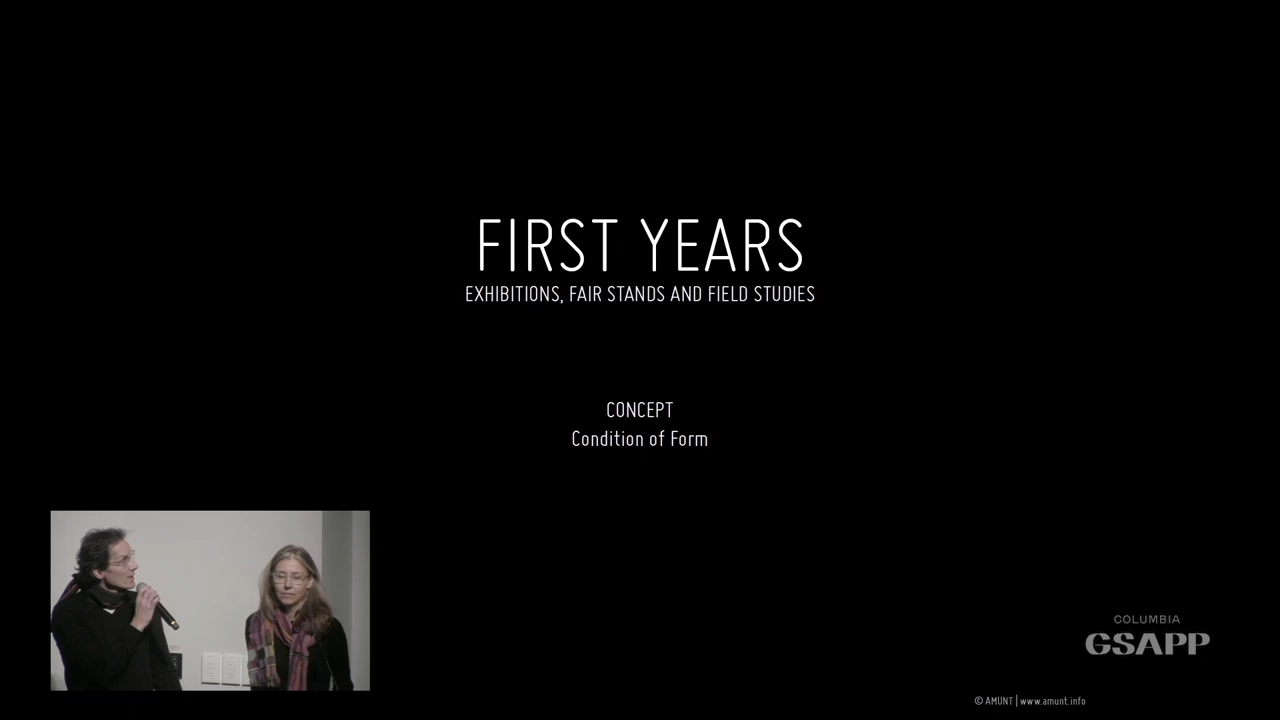 FIRST YEARS
EXHIBITIONS, FAIR STANDS AND FIELD STUDIES
CONCEPT
Condition of Form
COLUMBIA
GSAPP
© AMUNT | www.amunt.info